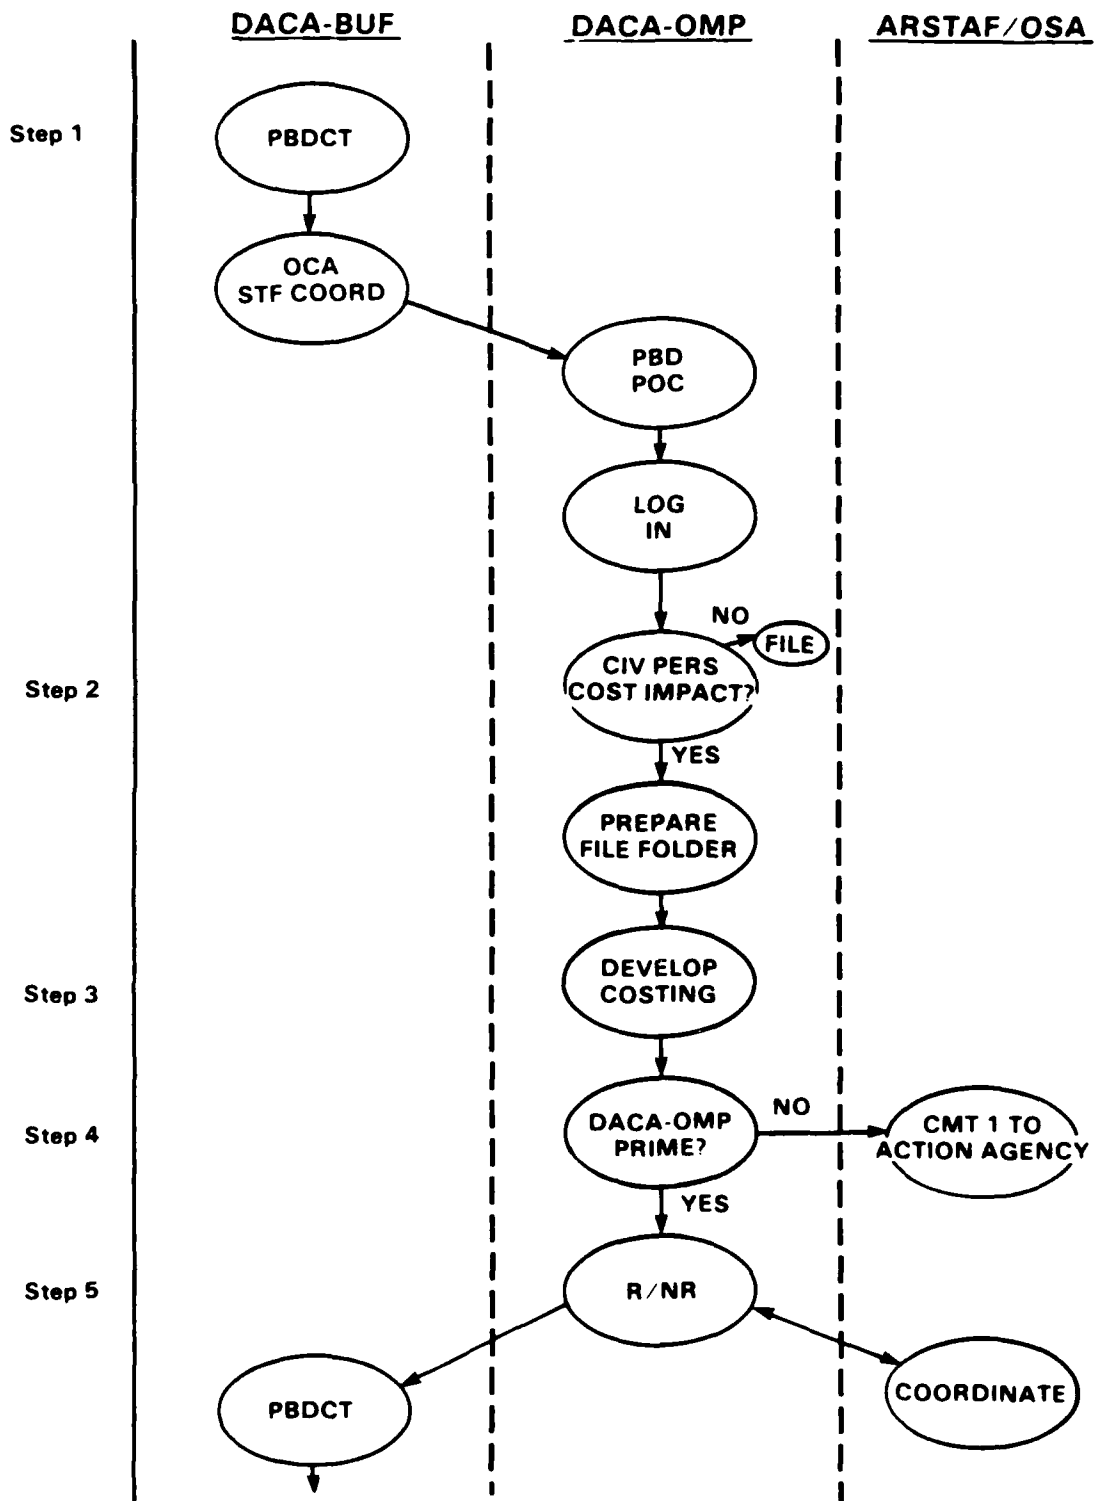 DACA-BUF
DACA-OMP
ARSTAF/OSA
Step 1
PBDCT
OCA
STF COORD
PBD
POC
LOG
IN
NO
FILE
Step 2
CIV PERS
COST IMPACT?
YES
PREPARE
FILE FOLDER
Step 3
DEVELOP
COSTING
Step 4
DACA-OMP
PRIME?
NO
CMT 1 TO
ACTION AGENCY
YES
Step 5
R/NR
PBDCT
COORDINATE